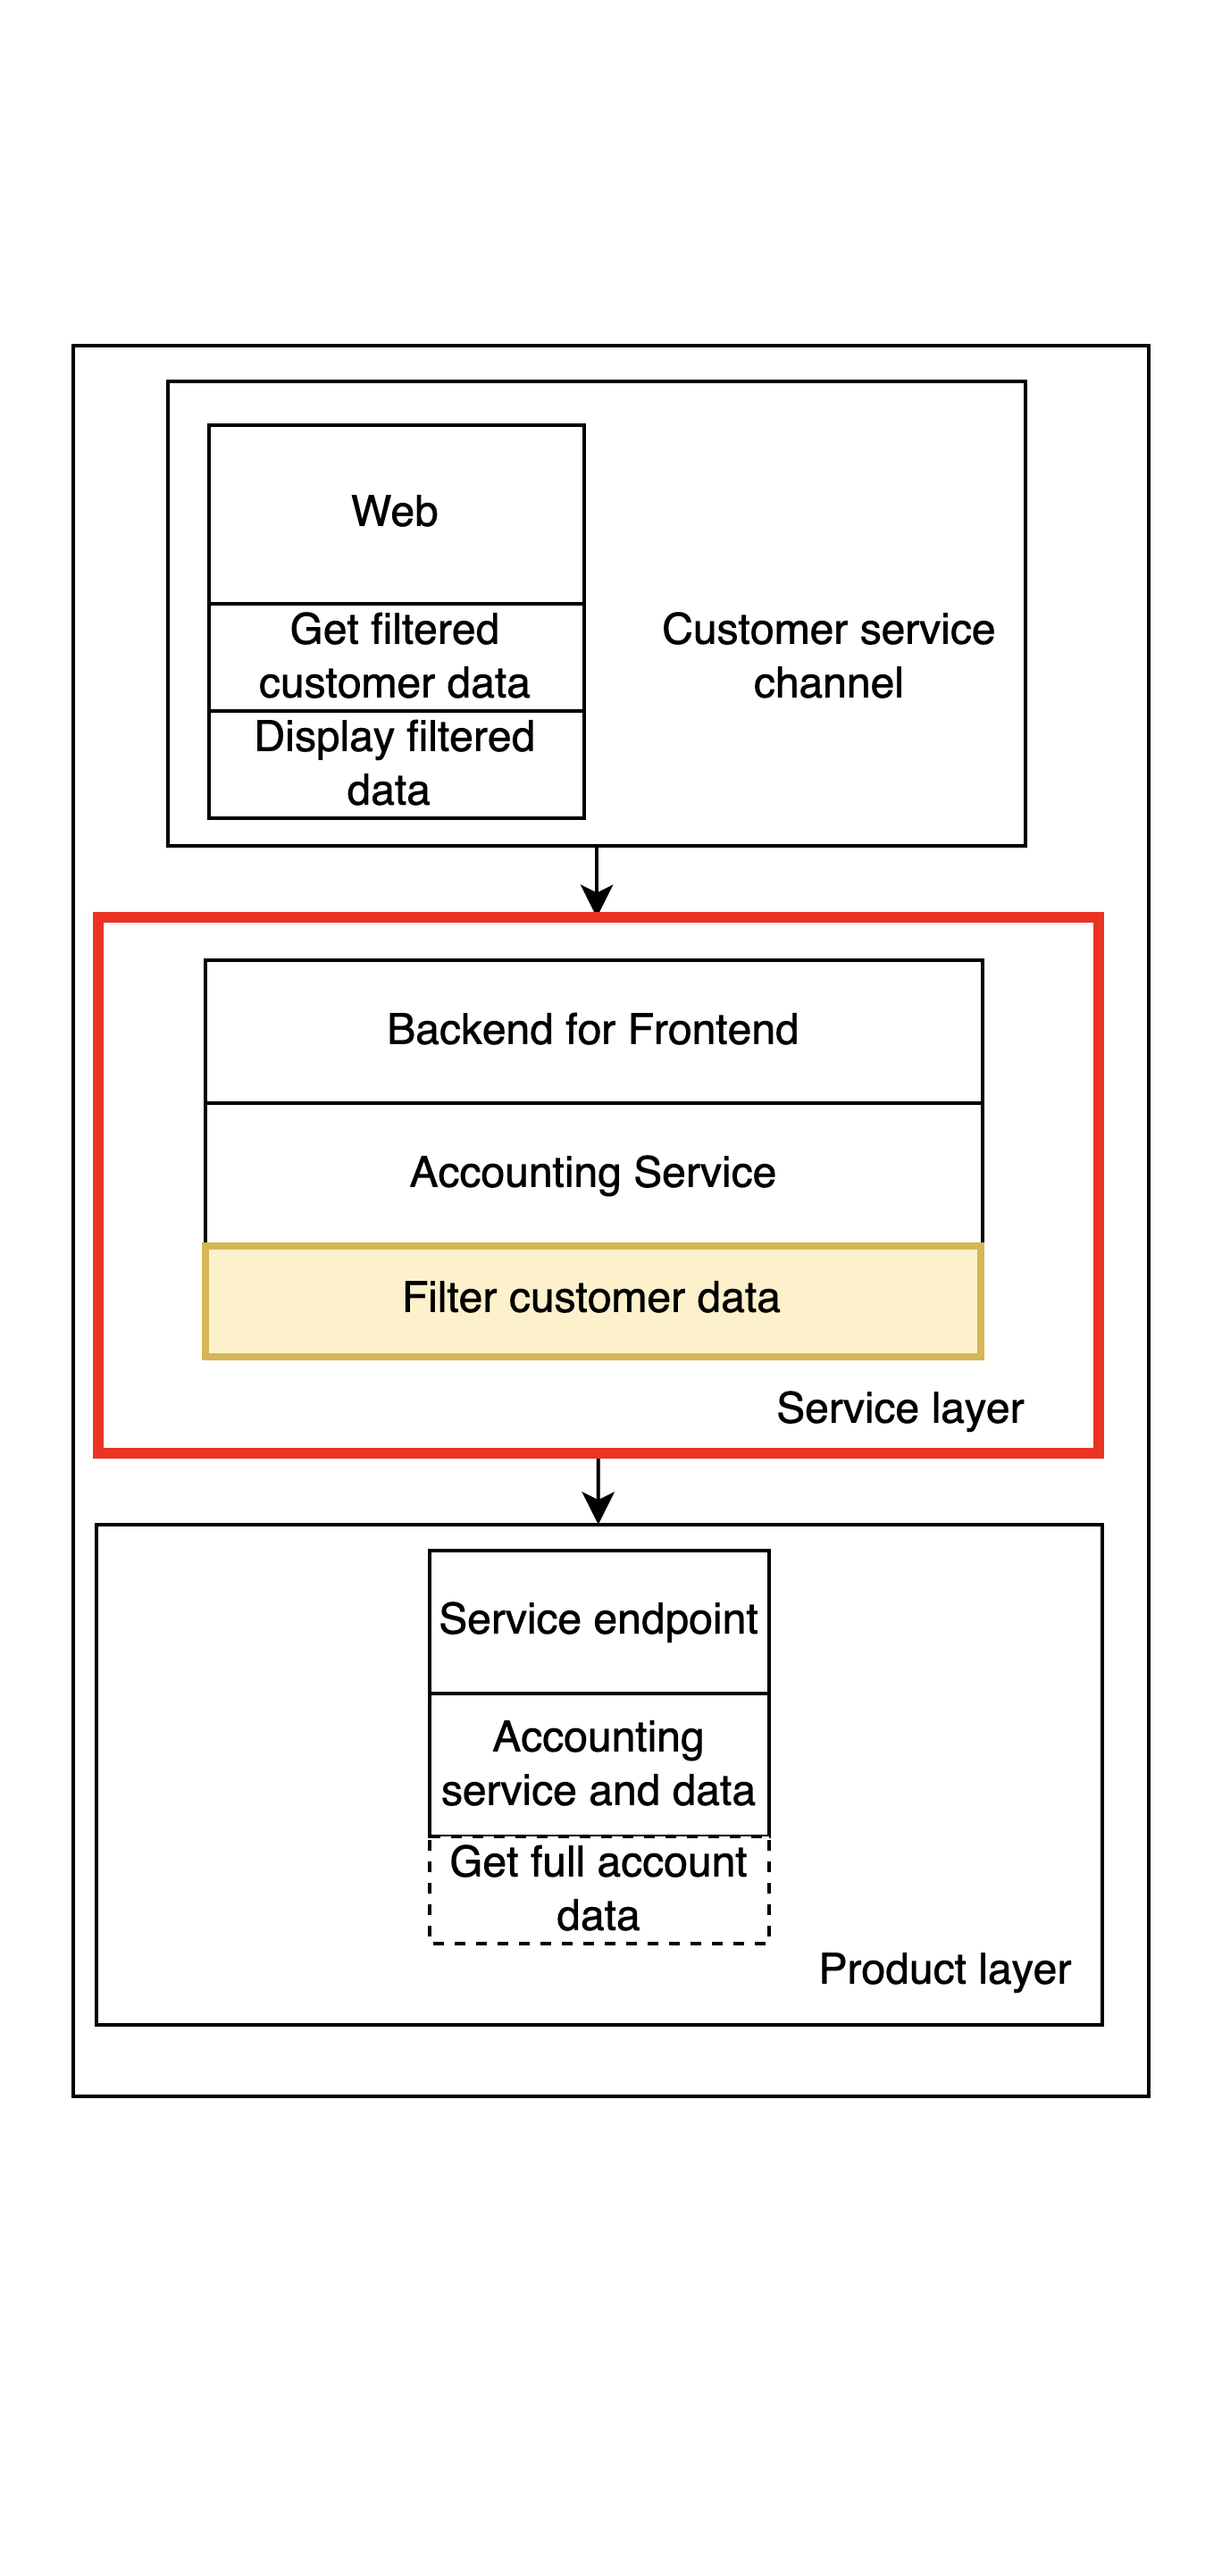 Web
Get filtered
customer data
Display filtered
data
Customer service
channel
Backend for Frontend
Accounting Service
Filter customer data
Service layer
Service endpoint
Accounting
service and data
Get full account
data
Product layer